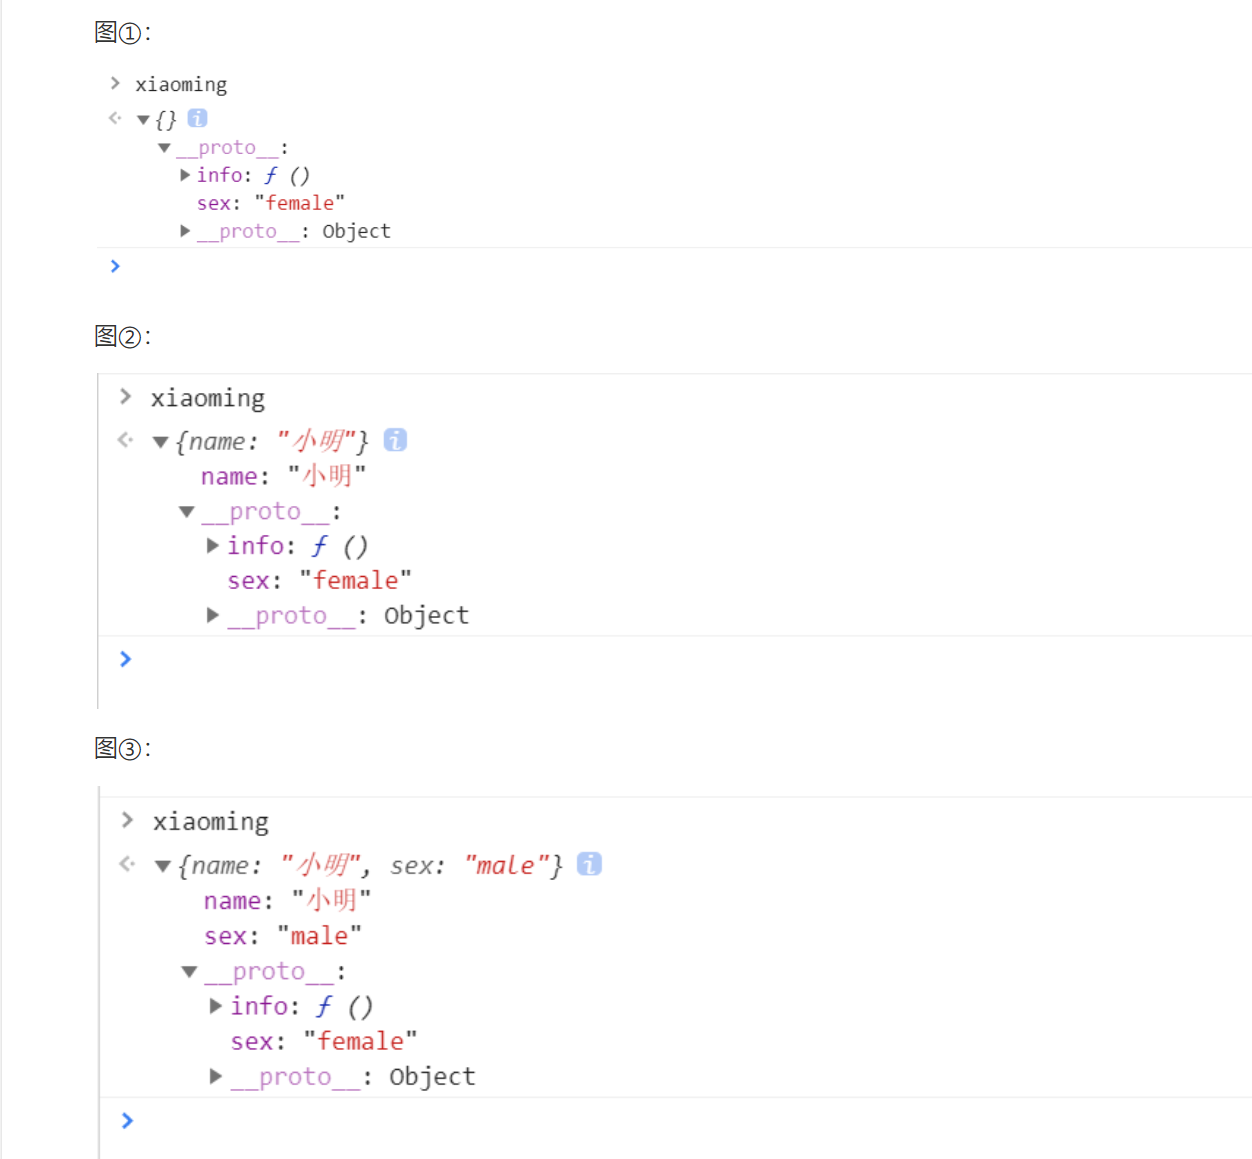 图①：
> xiaoming
<· ▼{} i
▼__proto__:
▶info: ƒ ()
sex: "female"
▶__proto__: Object
>
图②：
> xiaoming
<· ▼{name: "小明"} i
name: "小明"
▼__proto__:
▶info: ƒ ()
sex: "female"
▶__proto__: Object
>
图③：
> xiaoming
<· ▼{name: "小明", sex: "male"} i
name: "小明"
sex: "male"
▼__proto__:
▶info: ƒ ()
sex: "female"
▶__proto__: Object
>